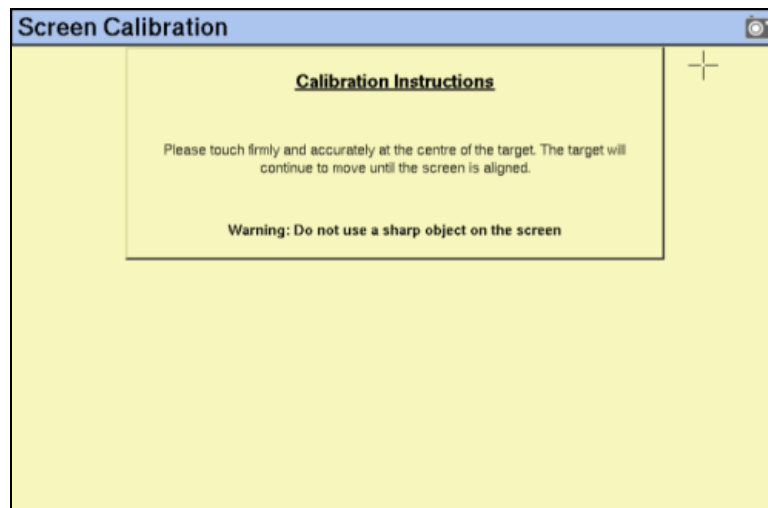 Screen Calibration
Calibration Instructions
Please touch firmly and accurately at the centre of the target. The target will
continue to move until the screen is aligned.
Warning: Do not use a sharp object on the screen